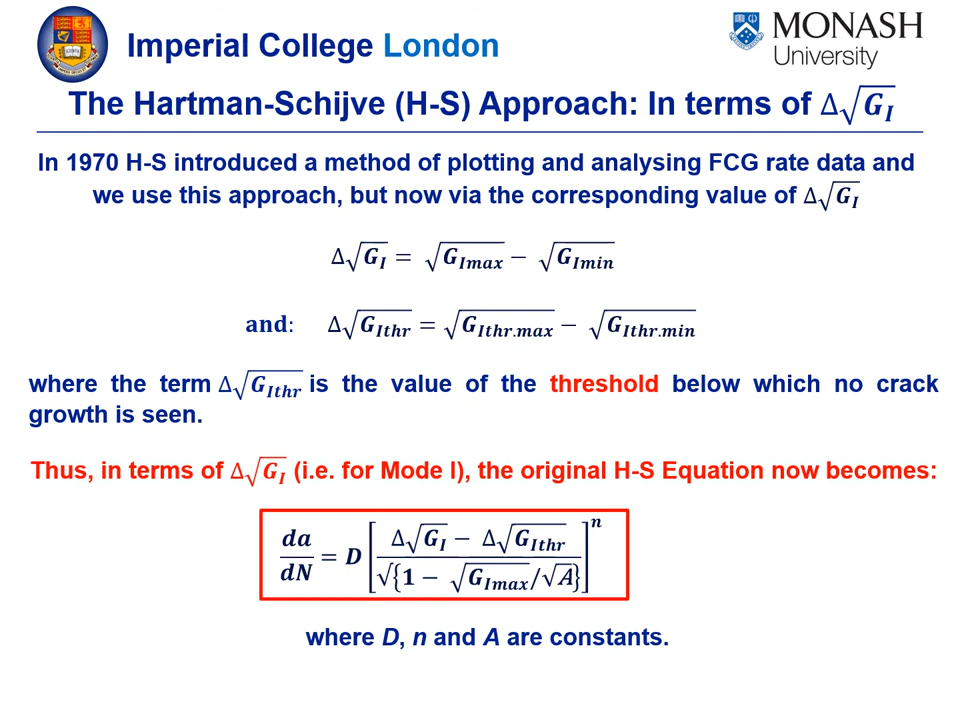 Imperial College London
MONASH University
The Hartman-Schijve (H-S) Approach: In terms of Δ√G_I
In 1970 H-S introduced a method of plotting and analysing FCG rate data and
we use this approach, but now via the corresponding value of Δ√G_I
Δ√G_I = √G_Imax − √G_Imin
and: Δ√G_Ithr = √G_Ithr.max − √G_Ithr.min
where the term Δ√G_Ithr is the value of the threshold below which no crack
growth is seen.
Thus, in terms of Δ√G_I (i.e. for Mode I), the original H-S Equation now becomes:
da/dN = D [ (Δ√G_I − Δ√G_Ithr) / √{1 − √G_Imax/√A} ]^n
where D, n and A are constants.